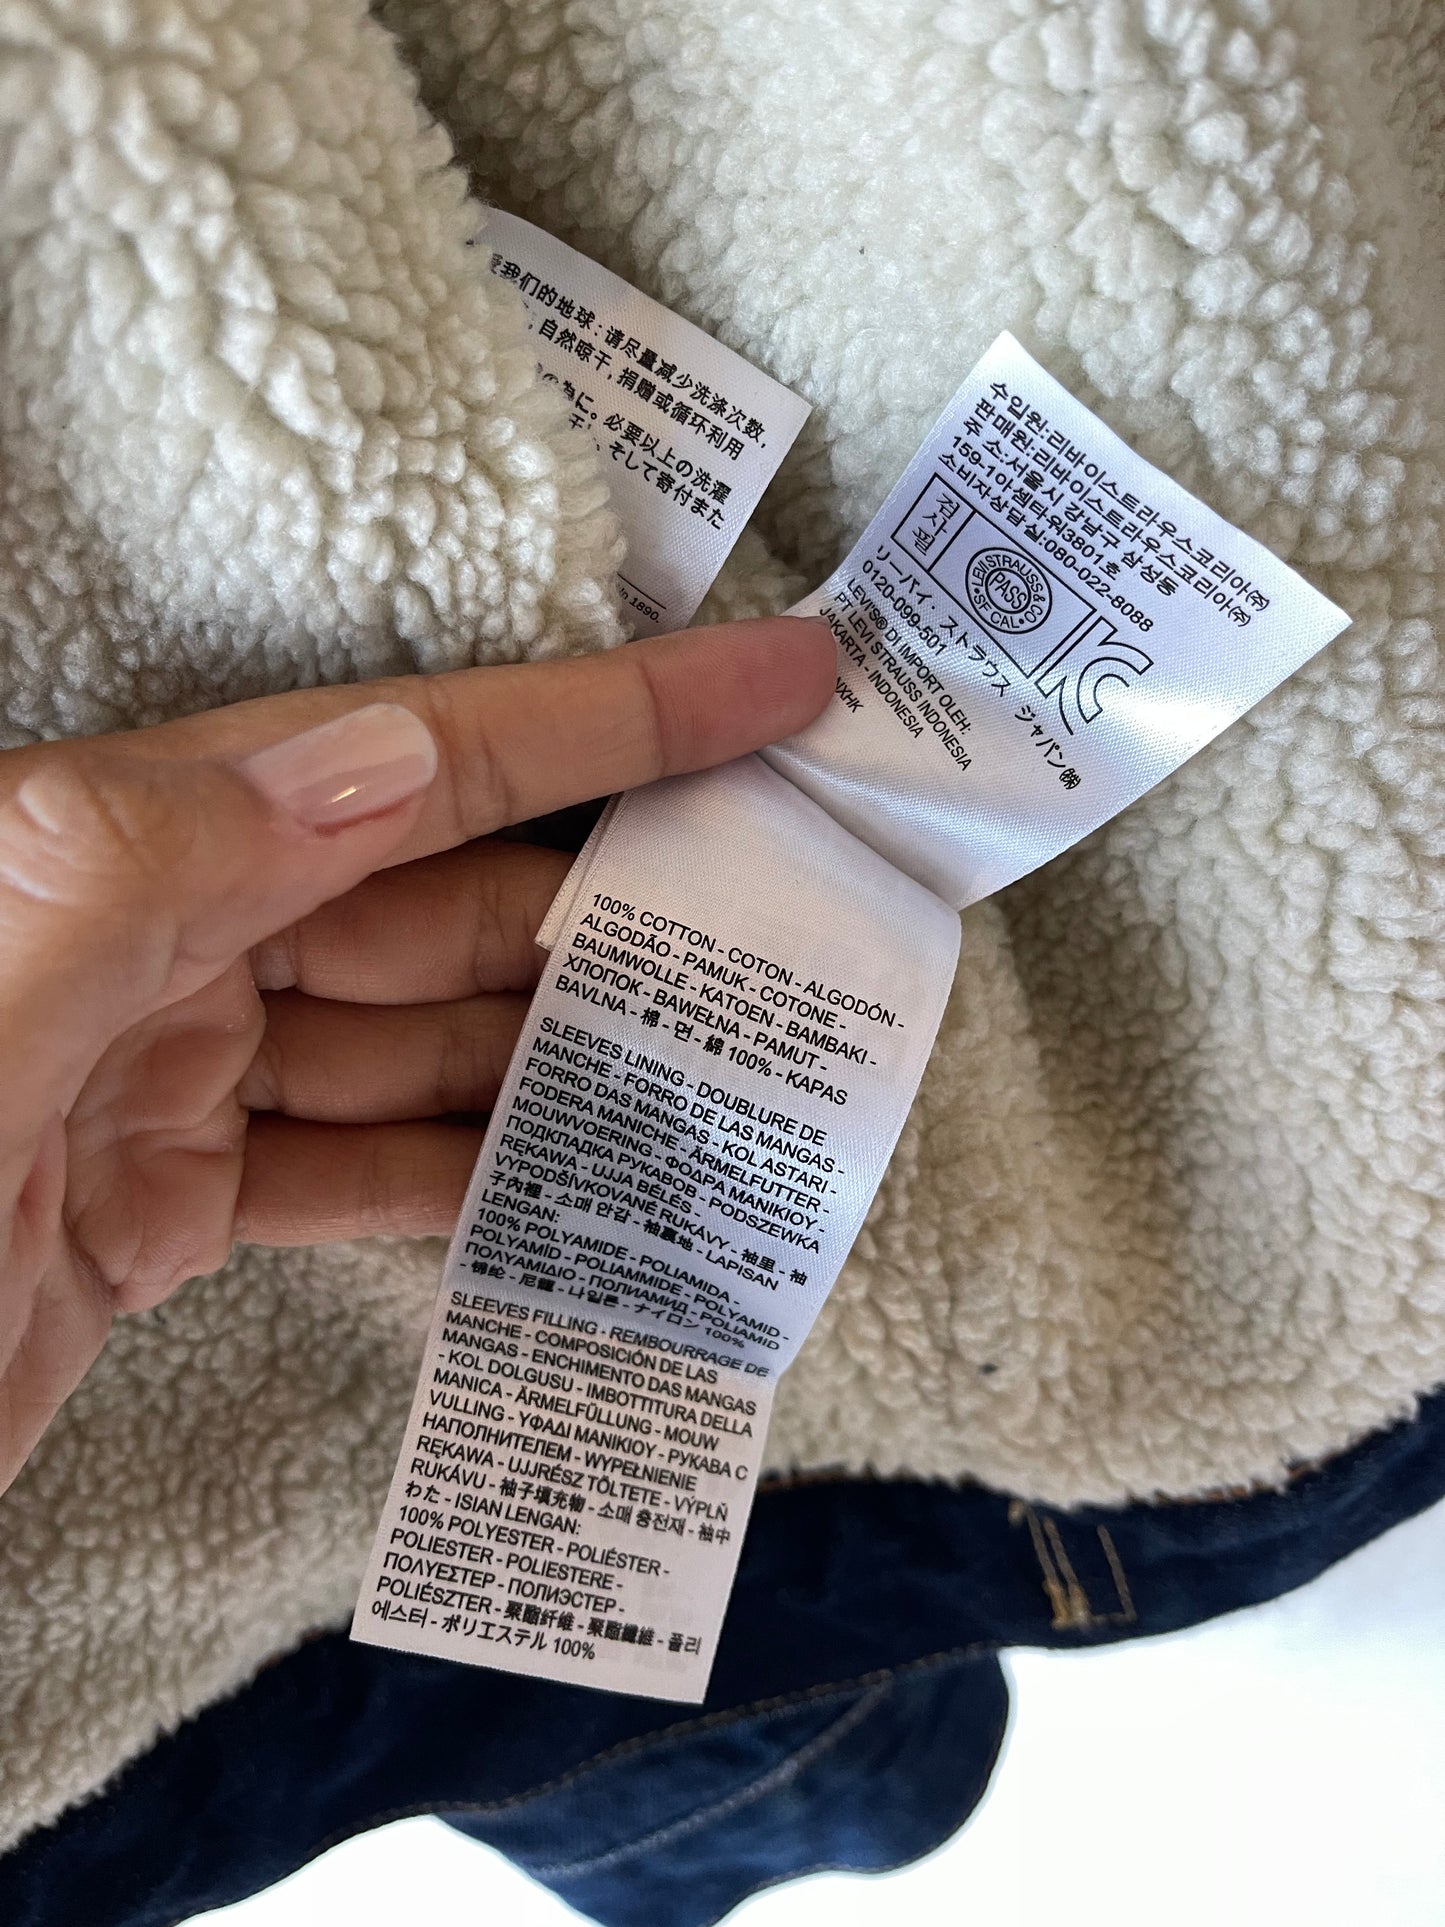 我们的地球：请尽量减少洗涤次数，
自然晾干，捐赠或循环利用
の為に。必要以上の洗濯
そして寄付また
in 1890.
수입원:리바이스트라우스코리아㈜
판매원:리바이스트라우스코리아㈜
주 소:서울시 강남구 삼성동
159-1아셈타워3801호
소비자상담실:080-022-8088
검사필
LEVI STRAUSS & CO • SF CAL •
PASS
リーバイ・ストラウス ジャパン㈱
0120-099-501
LEVI'S® DI IMPORT OLEH:
PT LEVI STRAUSS INDONESIA
JAKARTA - INDONESIA
NXHK
100% COTTON - COTON - ALGODÓN -
ALGODÃO - PAMUK - COTONE -
BAUMWOLLE - KATOEN - ΒΑΜΒΑΚΙ -
ХЛОПОК - BAWEŁNA - PAMUT -
BAVLNA - 棉 - 면 - 綿 100% - KAPAS
SLEEVES LINING - DOUBLURE DE
MANCHE - FORRO DE LAS MANGAS -
FORRO DAS MANGAS - KOL ASTARI -
FODERA MANICHE - ÄRMELFUTTER -
MOUWVOERING - ΦΟΔΡΑ ΜΑΝΙΚΙΟΥ -
ПОДКЛАДКА РУКАВОВ - PODSZEWKA
RĘKAWA - UJJA BÉLÉS -
VYPODŠÍVKOVANÉ RUKÁVY - 袖里 - 袖
子內裡 - 소매 안감 - 袖裏地 - LAPISAN
LENGAN:
100% POLYAMIDE - POLIAMIDA -
POLYAMÍD - POLIAMMIDE - POLYAMID -
ΠΟΛΥΑΜΙΔΙΟ - ПОЛИАМИД - POLIAMID
- 锦纶 - 尼龍 - 나일론 - ナイロン 100%
SLEEVES FILLING - REMBOURRAGE DE
MANCHE - COMPOSICIÓN DE LAS
MANGAS - ENCHIMENTO DAS MANGAS
- KOL DOLGUSU - IMBOTTITURA DELLA
MANICA - ÄRMELFÜLLUNG - MOUW
VULLING - ΥΦΑΔΙ ΜΑΝΙΚΙΟΥ - РУКАВА С
НАПОЛНИТЕЛЕМ - WYPEŁNIENIE
RĘKAWA - UJJRÉSZ TÖLTETE - VÝPLŇ
RUKÁVU - 袖子填充物 - 소매 충전재 - 袖中
わた - ISIAN LENGAN:
100% POLYESTER - POLIÉSTER -
POLIESTER - POLIESTERE -
ΠΟΛΥΕΣΤΕΡ - ПОЛИЭСТЕР -
POLIÉSZTER - 聚酯纤维 - 聚酯纖維 - 폴리
에스터 - ポリエステル 100%